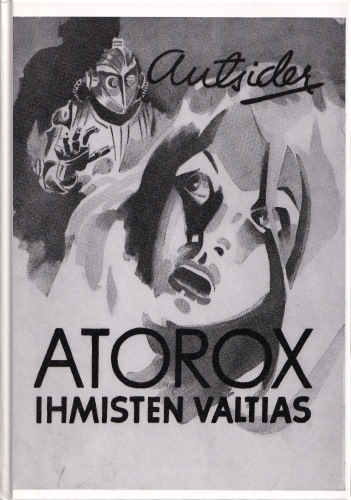 Outsider
ATOROX
IHMISTEN VALTIAS